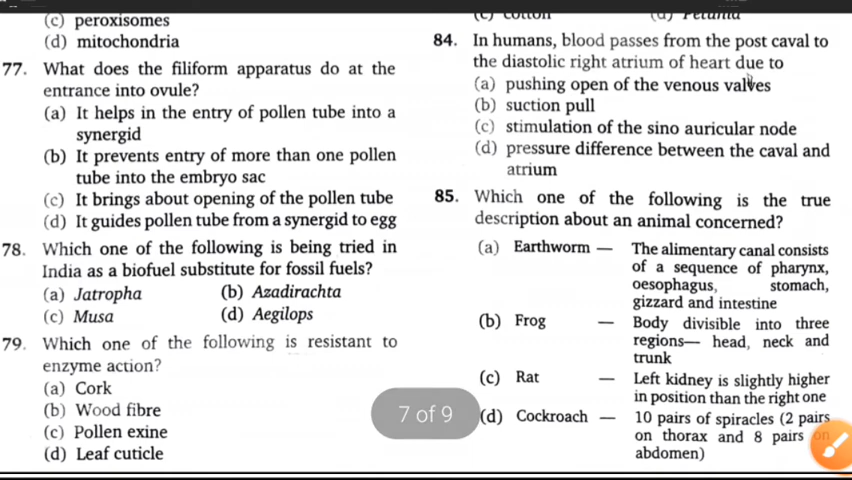 (c) peroxisomes
(d) mitochondria
77. What does the filiform apparatus do at the
entrance into ovule?
(a) It helps in the entry of pollen tube into a
synergid
(b) It prevents entry of more than one pollen
tube into the embryo sac
(c) It brings about opening of the pollen tube
(d) It guides pollen tube from a synergid to egg
78. Which one of the following is being tried in
India as a biofuel substitute for fossil fuels?
(a) Jatropha (b) Azadirachta
(c) Musa (d) Aegilops
79. Which one of the following is resistant to
enzyme action?
(a) Cork
(b) Wood fibre
(c) Pollen exine
(d) Leaf cuticle
(c) cotton (d) Petunia
84. In humans, blood passes from the post caval to
the diastolic right atrium of heart due to
(a) pushing open of the venous valves
(b) suction pull
(c) stimulation of the sino auricular node
(d) pressure difference between the caval and
atrium
85. Which one of the following is the true
description about an animal concerned?
(a) Earthworm — The alimentary canal consists
of a sequence of pharynx,
oesophagus, stomach,
gizzard and intestine
(b) Frog — Body divisible into three
regions— head, neck and
trunk
(c) Rat — Left kidney is slightly higher
in position than the right one
(d) Cockroach — 10 pairs of spiracles (2 pairs
on thorax and 8 pairs on
abdomen)
7 of 9